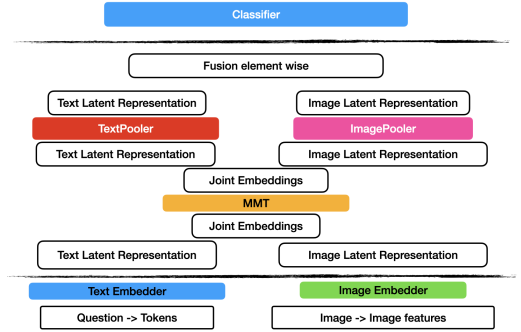 Classifier
Fusion element wise
Text Latent Representation
Image Latent Representation
TextPooler
ImagePooler
Text Latent Representation
Image Latent Representation
Joint Embeddings
MMT
Joint Embeddings
Text Latent Representation
Image Latent Representation
Text Embedder
Image Embedder
Question -> Tokens
Image -> Image features